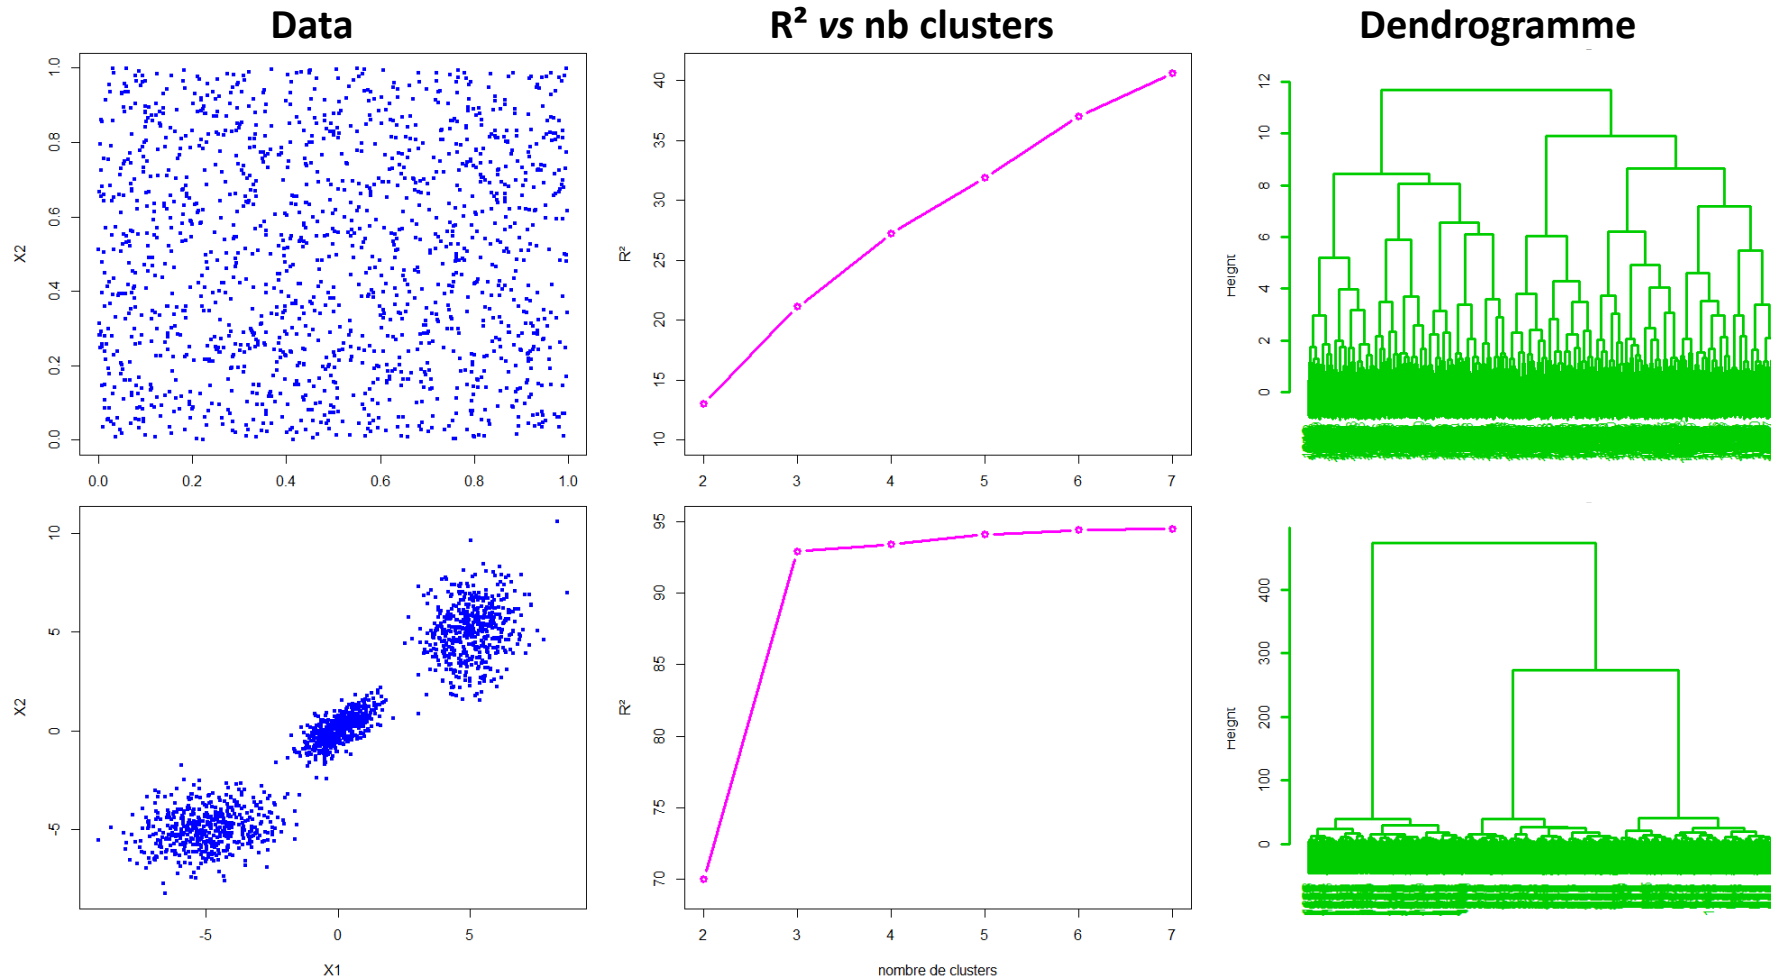 Data
R² vs nb clusters
Dendrogramme
X2
0.0 0.2 0.4 0.6 0.8 1.0
0.0 0.2 0.4 0.6 0.8 1.0
R²
10 15 20 25 30 35 40
2 3 4 5 6 7
Height
0 2 4 6 8 10 12
X2
-5 0 5 10
-5 0 5
X1
R²
70 75 80 85 90 95
2 3 4 5 6 7
nombre de clusters
Height
0 100 200 300 400